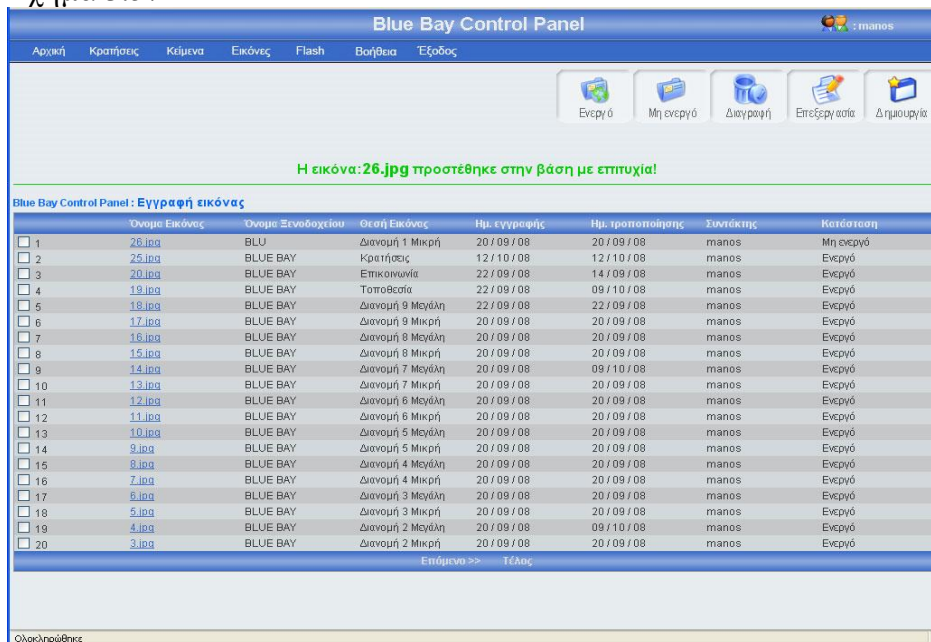 Blue Bay Control Panel : manos
Αρχική Κρατήσεις Κείμενα Εικόνες Flash Βοήθεια Έξοδος
Ενεργό Μη ενεργό Διαγραφή Επεξεργασία Δημιουργία
Η εικόνα:26.jpg προστέθηκε στην βάση με επιτυχία!
Blue Bay Control Panel : Εγγραφή εικόνας
Όνομα Εικόνας Όνομα Ξενοδοχείου Θεσή Εικόνας Ημ. εγγραφής Ημ. τροποποίησης Συντάκτης Κατάσταση
1 26.jpg BLU Διανομή 1 Μικρή 20 / 09 / 08 20 / 09 / 08 manos Μη ενεργό
2 25.jpg BLUE BAY Κρατήσεις 12 / 10 / 08 12 / 10 / 08 manos Ενεργό
3 20.jpg BLUE BAY Επικοινωνία 22 / 09 / 08 14 / 09 / 08 manos Ενεργό
4 19.jpg BLUE BAY Τοποθεσία 22 / 09 / 08 09 / 10 / 08 manos Ενεργό
5 18.jpg BLUE BAY Διανομή 9 Μεγάλη 22 / 09 / 08 22 / 09 / 08 manos Ενεργό
6 17.jpg BLUE BAY Διανομή 9 Μικρή 20 / 09 / 08 20 / 09 / 08 manos Ενεργό
7 16.jpg BLUE BAY Διανομή 8 Μεγάλη 20 / 09 / 08 20 / 09 / 08 manos Ενεργό
8 15.jpg BLUE BAY Διανομή 8 Μικρή 20 / 09 / 08 20 / 09 / 08 manos Ενεργό
9 14.jpg BLUE BAY Διανομή 7 Μεγάλη 20 / 09 / 08 09 / 10 / 08 manos Ενεργό
10 13.jpg BLUE BAY Διανομή 7 Μικρή 20 / 09 / 08 20 / 09 / 08 manos Ενεργό
11 12.jpg BLUE BAY Διανομή 6 Μεγάλη 20 / 09 / 08 20 / 09 / 08 manos Ενεργό
12 11.jpg BLUE BAY Διανομή 6 Μικρή 20 / 09 / 08 20 / 09 / 08 manos Ενεργό
13 10.jpg BLUE BAY Διανομή 5 Μεγάλη 20 / 09 / 08 20 / 09 / 08 manos Ενεργό
14 9.jpg BLUE BAY Διανομή 5 Μικρή 20 / 09 / 08 20 / 09 / 08 manos Ενεργό
15 8.jpg BLUE BAY Διανομή 4 Μεγάλη 20 / 09 / 08 20 / 09 / 08 manos Ενεργό
16 7.jpg BLUE BAY Διανομή 4 Μικρή 20 / 09 / 08 20 / 09 / 08 manos Ενεργό
17 6.jpg BLUE BAY Διανομή 3 Μεγάλη 20 / 09 / 08 20 / 09 / 08 manos Ενεργό
18 5.jpg BLUE BAY Διανομή 3 Μικρή 20 / 09 / 08 20 / 09 / 08 manos Ενεργό
19 4.jpg BLUE BAY Διανομή 2 Μεγάλη 20 / 09 / 08 09 / 10 / 08 manos Ενεργό
20 3.jpg BLUE BAY Διανομή 2 Μικρή 20 / 09 / 08 20 / 09 / 08 manos Ενεργό
Επόμενο >> Τέλος
Ολοκληρώθηκε